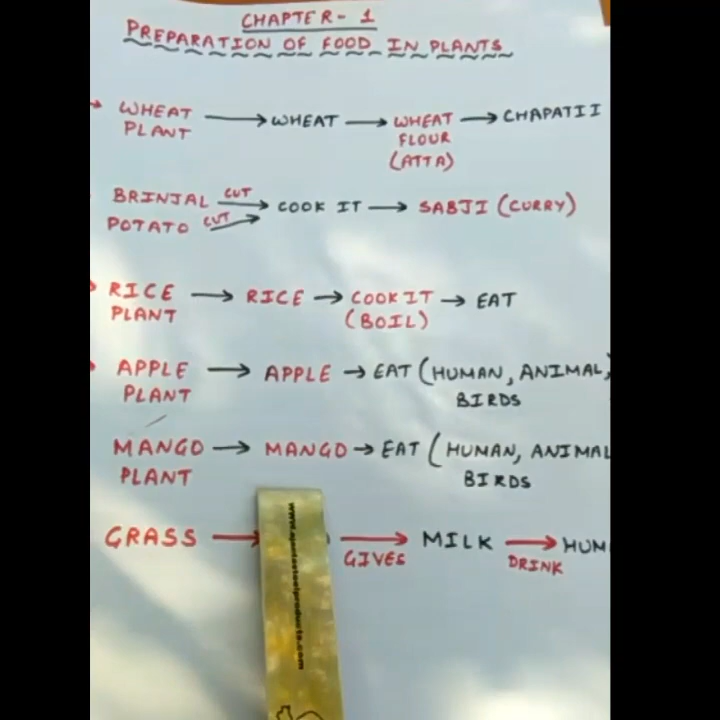 CHAPTER- 1
PREPARATION OF FOOD IN PLANTS
WHEAT PLANT → WHEAT → WHEAT FLOUR (ATTA) → CHAPATII
BRINJAL CUT → COOK IT → SABJI (CURRY)
POTATO CUT →
RICE PLANT → RICE → COOK IT (BOIL) → EAT
APPLE PLANT → APPLE → EAT (HUMAN, ANIMAL, BIRDS
MANGO PLANT → MANGO → EAT (HUMAN, ANIMAL BIRDS
GRASS → GIVES → MILK → DRINK HUM